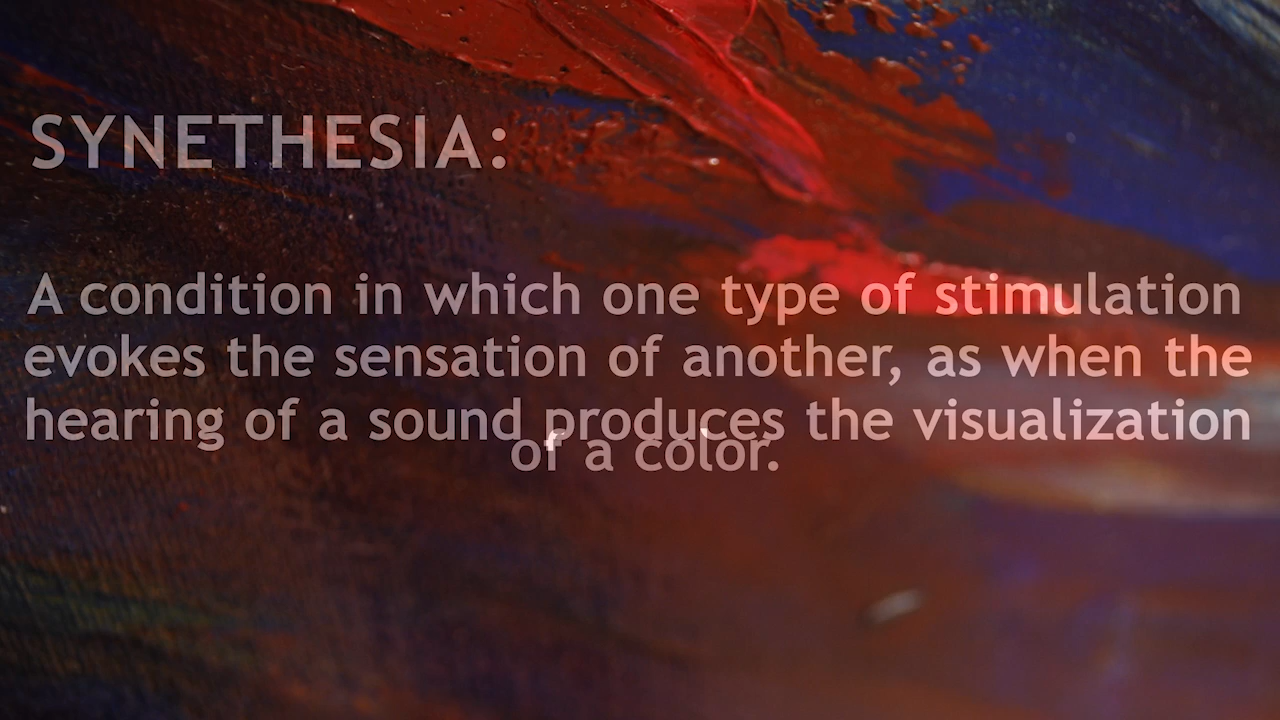 SYNETHESIA:
A condition in which one type of stimulation
evokes the sensation of another, as when the
hearing of a sound produces the visualization
of a color.